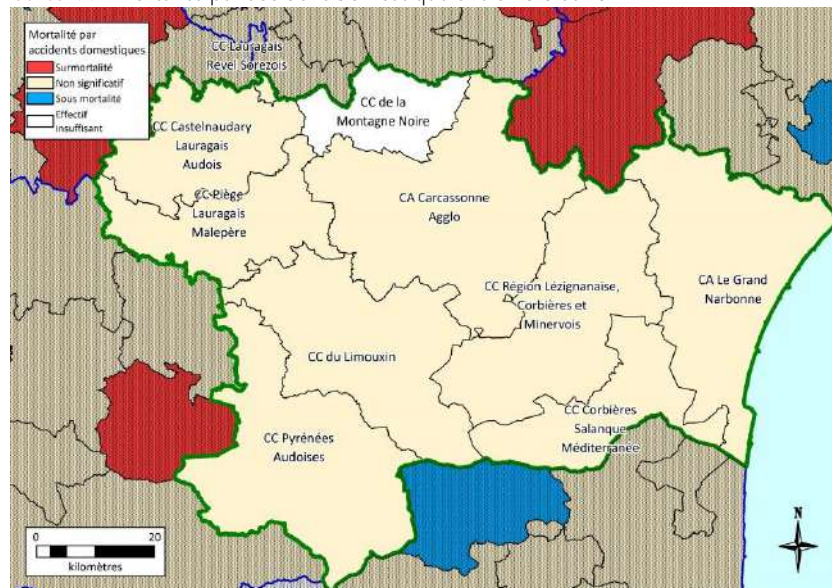 Mortalité par
accidents domestiques
Surmortalité
Non significatif
Sous mortalité
Effectif
insuffisant
CC Lauragais
Revel Sorezois
CC de la
Montagne Noire
CC Castelnaudary
Lauragais
Audois
CC Piège
Lauragais
Malepère
CA Carcassonne
Agglo
CC Région Lézignanaise,
Corbières et
Minervois
CA Le Grand
Narbonne
CC du Limouxin
CC Corbières
Salanque
Méditerranée
CC Pyrénées
Audoises
N
0 20
kilomètres